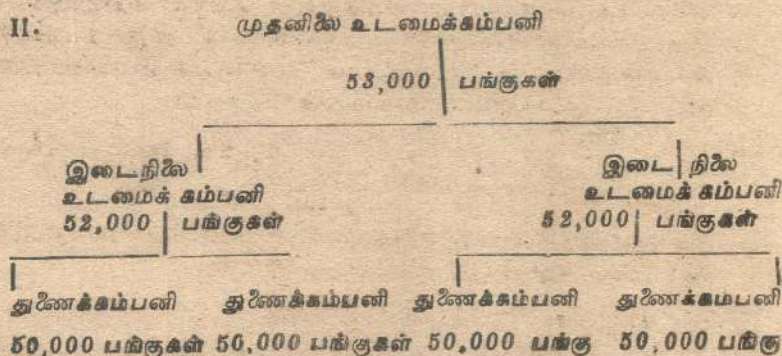 II. முதனிலை உடமைக்கம்பனி
53,000 பங்குகள்
இடைநிலை இடை நிலை
உடமைக் கம்பனி உடமைக் கம்பனி
52,000 பங்குகள் 52,000 பங்குகள்
துணைக்கம்பனி துணைக்கம்பனி துணைக்கம்பனி துணைக்கம்பனி
50,000 பங்குகள் 50,000 பங்குகள் 50,000 பங்கு 50,000 பங்கு